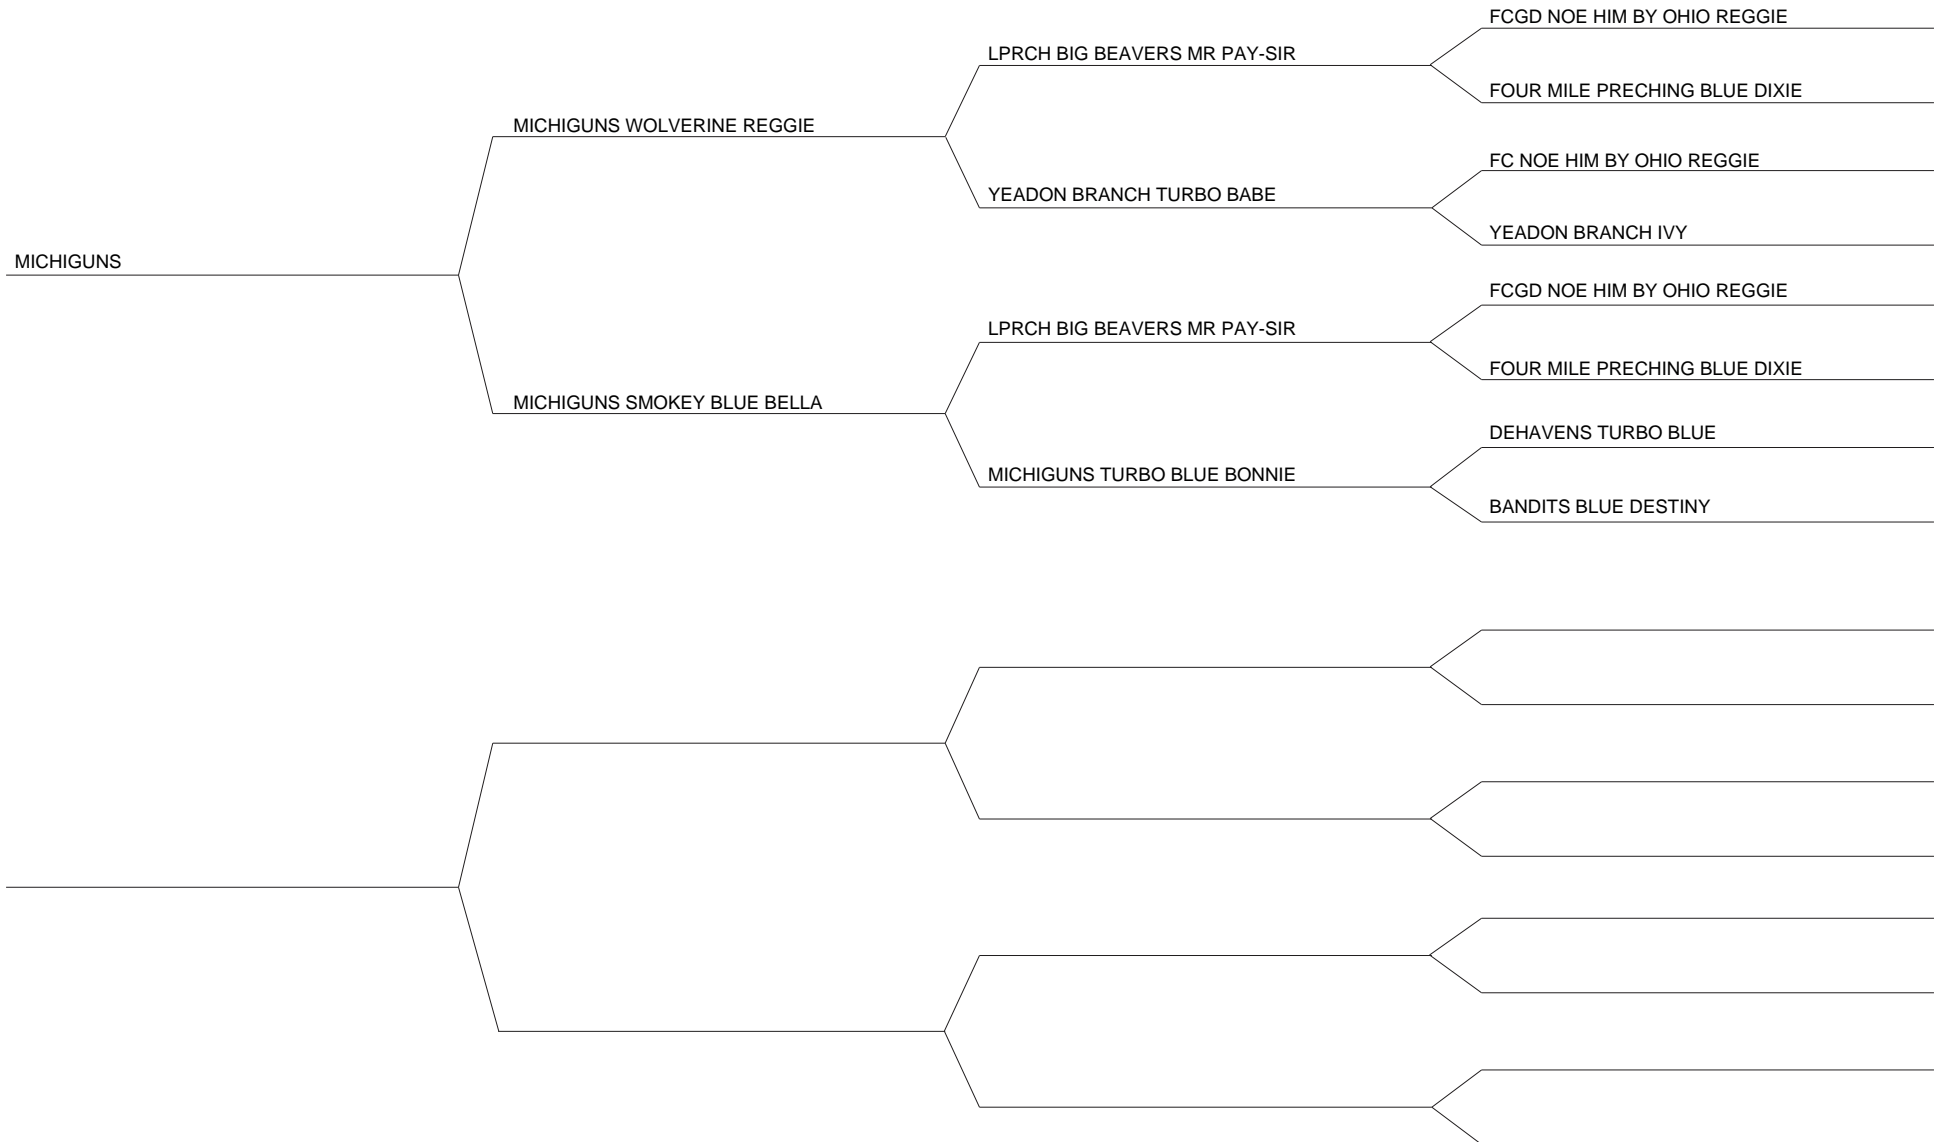 FCGD NOE HIM BY OHIO REGGIE
LPRCH BIG BEAVERS MR PAY-SIR
FOUR MILE PRECHING BLUE DIXIE
MICHIGUNS WOLVERINE REGGIE
FC NOE HIM BY OHIO REGGIE
YEADON BRANCH TURBO BABE
YEADON BRANCH IVY
MICHIGUNS
FCGD NOE HIM BY OHIO REGGIE
LPRCH BIG BEAVERS MR PAY-SIR
FOUR MILE PRECHING BLUE DIXIE
MICHIGUNS SMOKEY BLUE BELLA
DEHAVENS TURBO BLUE
MICHIGUNS TURBO BLUE BONNIE
BANDITS BLUE DESTINY